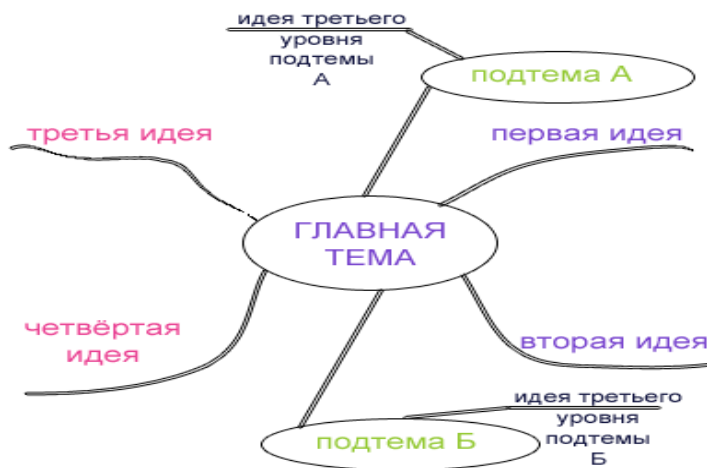 идея третьего
уровня
подтемы
А
подтема А
третья идея
первая идея
ГЛАВНАЯ
ТЕМА
четвёртая
идея
вторая идея
идея третьего
уровня
подтемы
Б
подтема Б